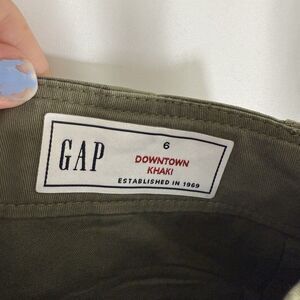 GAP
6
DOWNTOWN
KHAKI
ESTABLISHED IN 1969